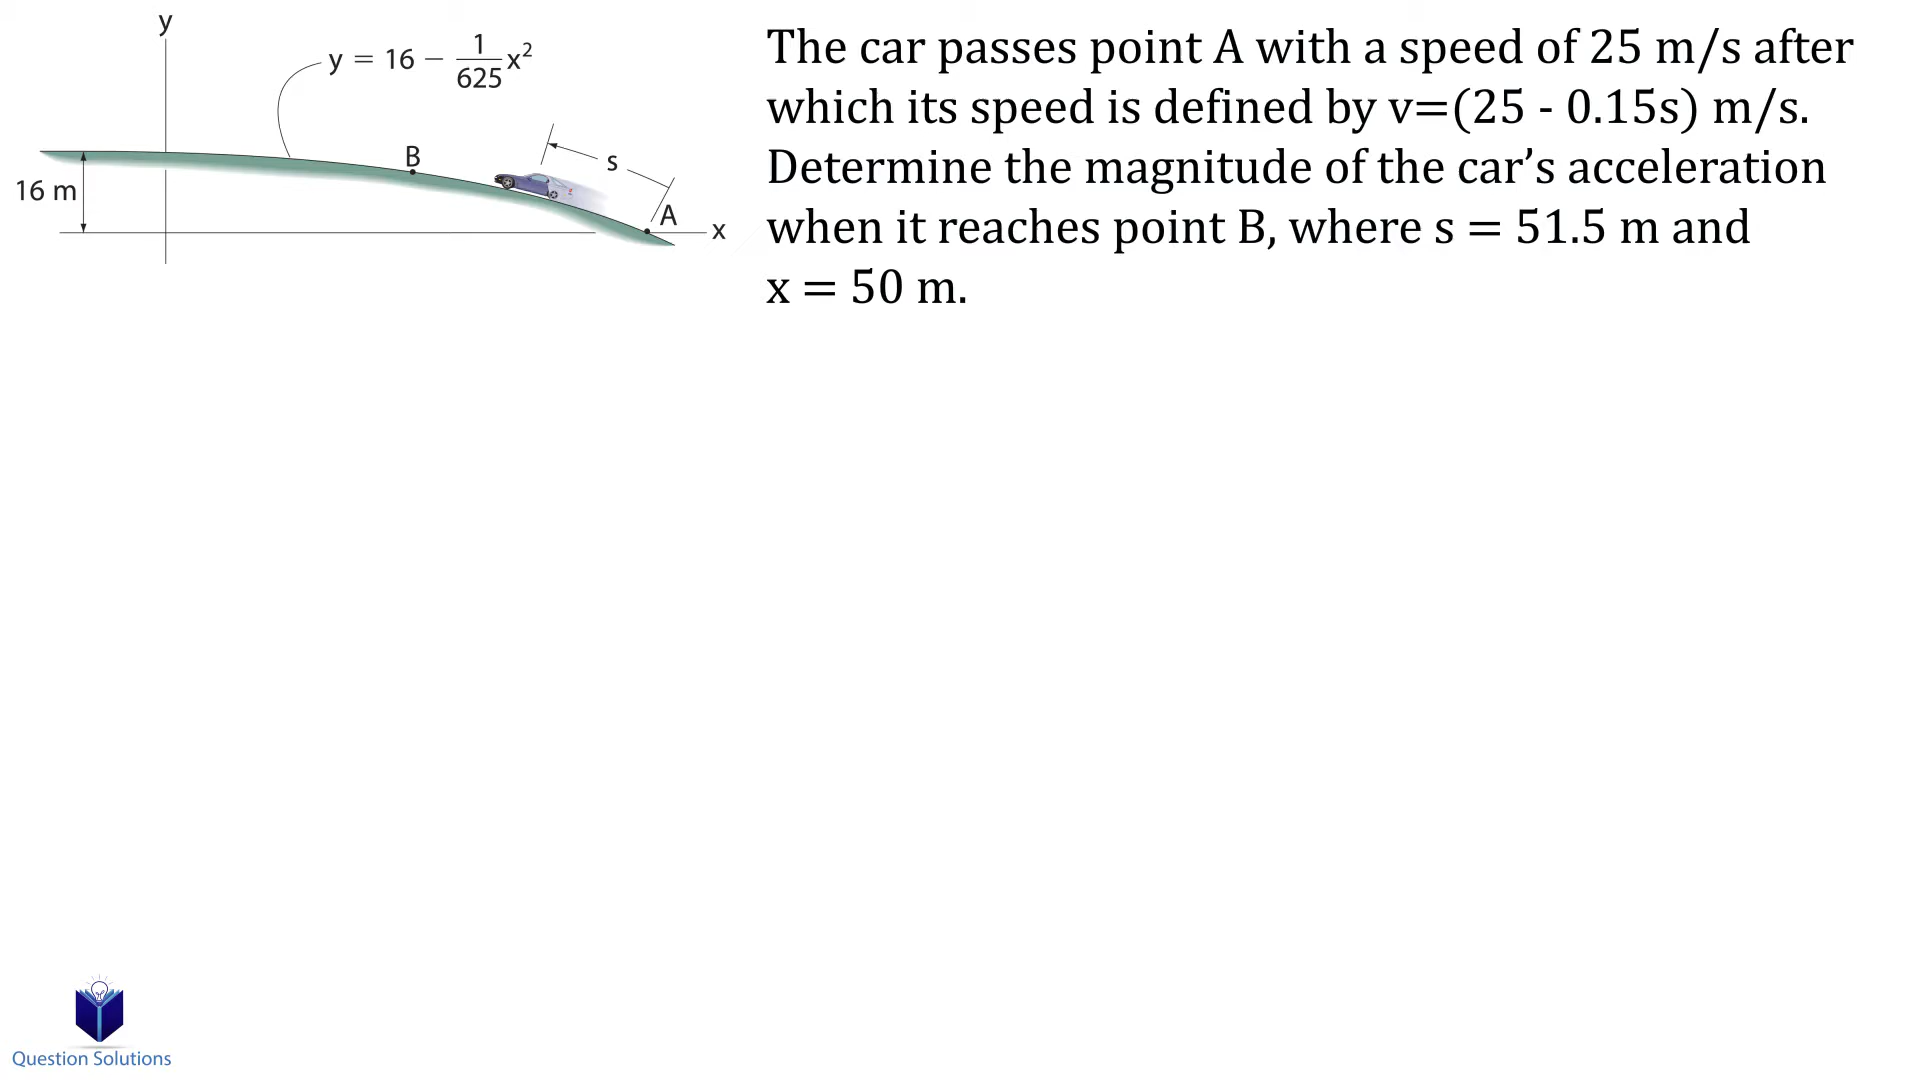 y
y = 16 − 1/625 x²
B
s
16 m
A
x
The car passes point A with a speed of 25 m/s after
which its speed is defined by v=(25 - 0.15s) m/s.
Determine the magnitude of the car’s acceleration
when it reaches point B, where s = 51.5 m and
x = 50 m.
Question Solutions